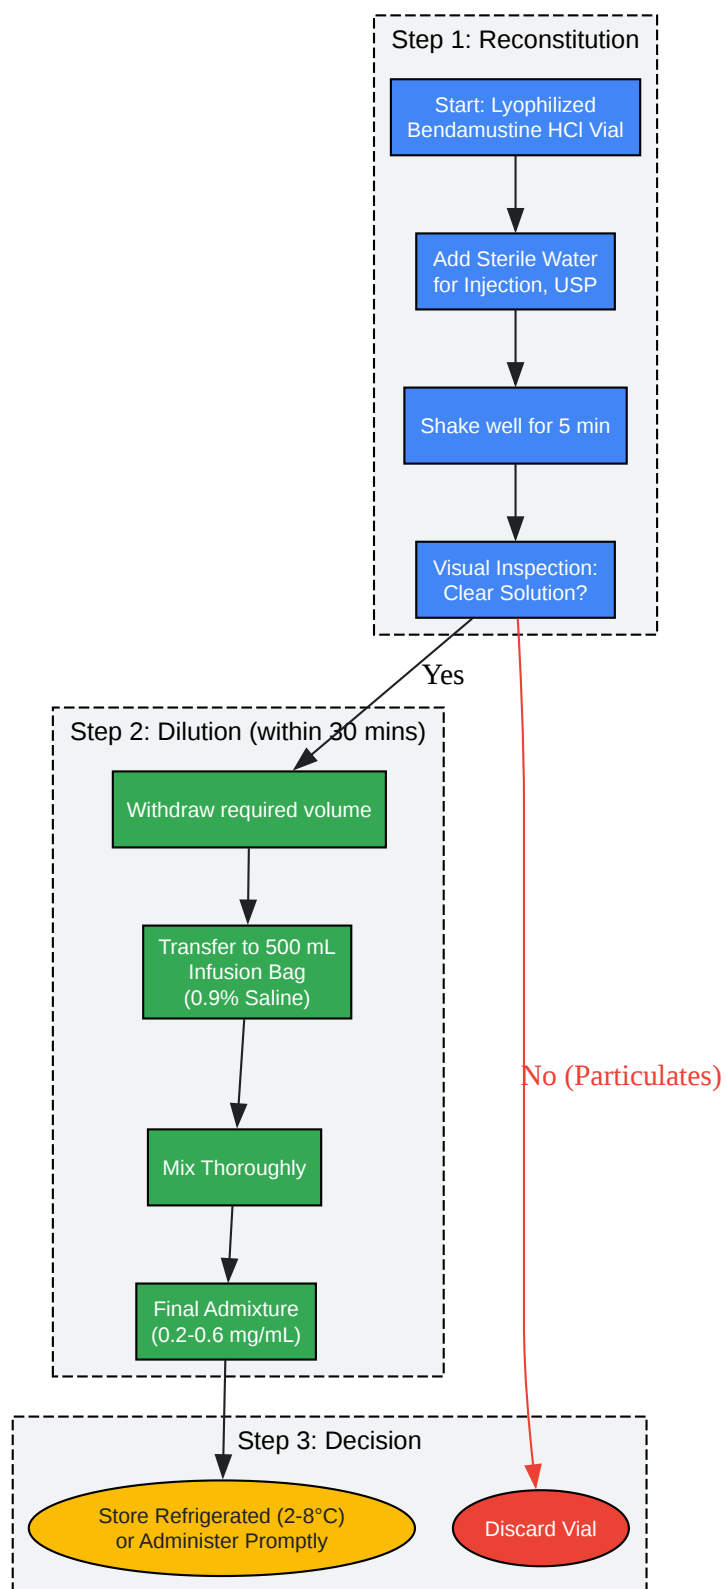 Step 1: Reconstitution
Start: Lyophilized
Bendamustine HCl Vial
Add Sterile Water
for Injection, USP
Shake well for 5 min
Visual Inspection:
Clear Solution?
Yes
Step 2: Dilution (within 30 mins)
Withdraw required volume
Transfer to 500 mL
Infusion Bag
(0.9% Saline)
No (Particulates)
Mix Thoroughly
Final Admixture
(0.2-0.6 mg/mL)
Step 3: Decision
Store Refrigerated (2-8°C)
or Administer Promptly
Discard Vial